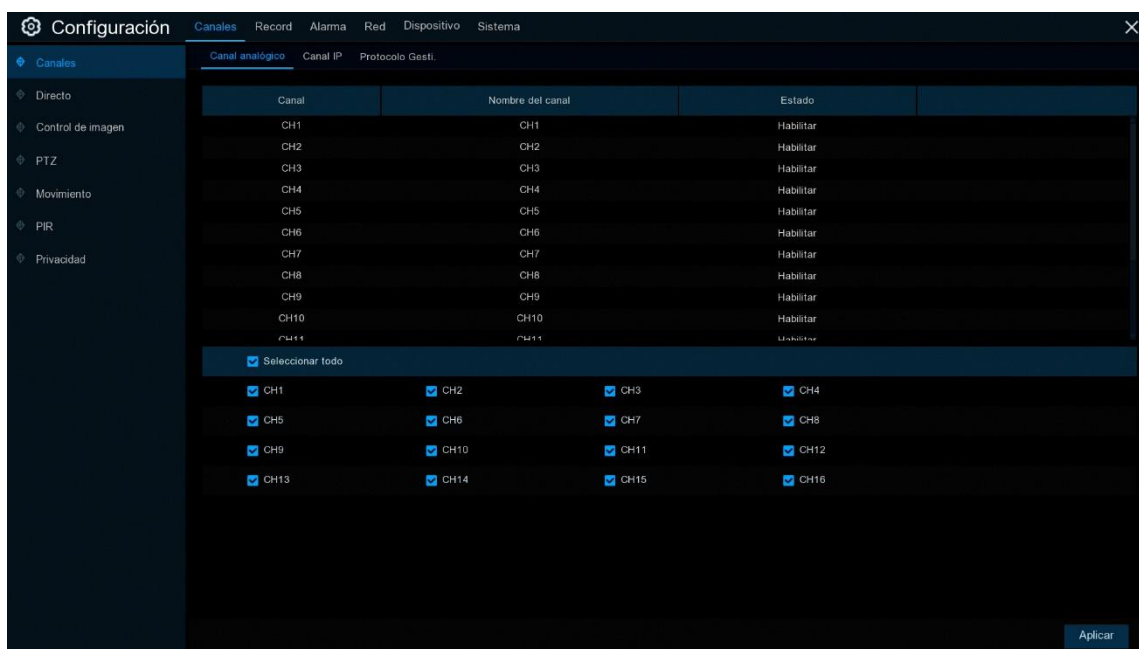 Configuración
Canales Record Alarma Red Dispositivo Sistema
Canales
Directo
Control de imagen
PTZ
Movimiento
PIR
Privacidad
Canal analógico Canal IP Protocolo Gesti.
Canal Nombre del canal Estado
CH1 CH1 Habilitar
CH2 CH2 Habilitar
CH3 CH3 Habilitar
CH4 CH4 Habilitar
CH5 CH5 Habilitar
CH6 CH6 Habilitar
CH7 CH7 Habilitar
CH8 CH8 Habilitar
CH9 CH9 Habilitar
CH10 CH10 Habilitar
CH11 CH11 Habilitar
Seleccionar todo
CH1 CH2 CH3 CH4
CH5 CH6 CH7 CH8
CH9 CH10 CH11 CH12
CH13 CH14 CH15 CH16
Aplicar